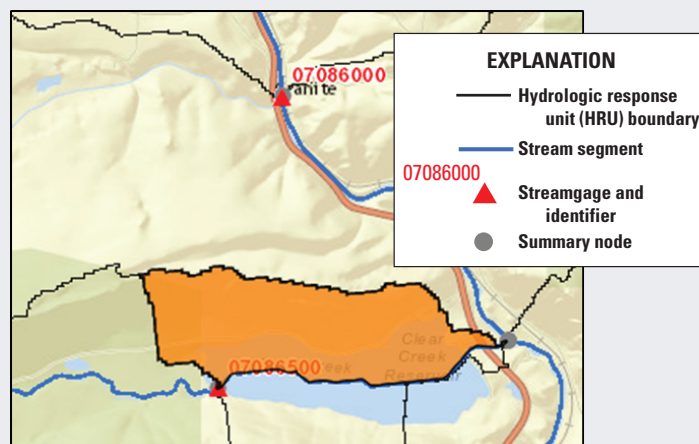 07086000
anite
EXPLANATION
Hydrologic response
unit (HRU) boundary
Stream segment
07086000
Streamgage and
identifier
Summary node
Clear
07086500
Creek
Reservoir